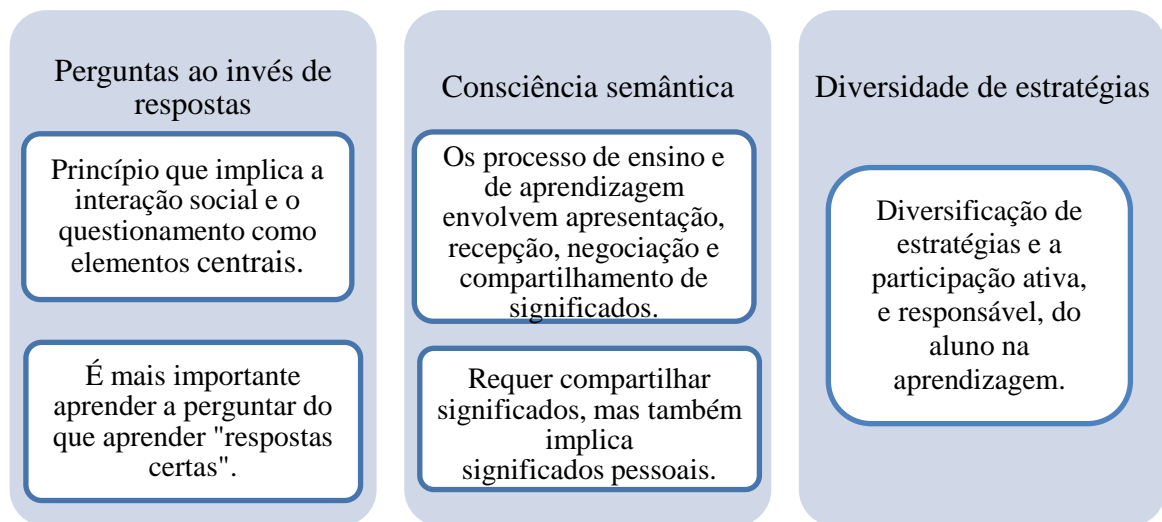 Perguntas ao invés de
respostas
Princípio que implica a
interação social e o
questionamento como
elementos centrais.
É mais importante
aprender a perguntar do
que aprender "respostas
certas".
Consciência semântica
Os processo de ensino e
de aprendizagem
envolvem apresentação,
recepção, negociação e
compartilhamento de
significados.
Requer compartilhar
significados, mas também
implica
significados pessoais.
Diversidade de estratégias
Diversificação de
estratégias e a
participação ativa,
e responsável, do
aluno na
aprendizagem.